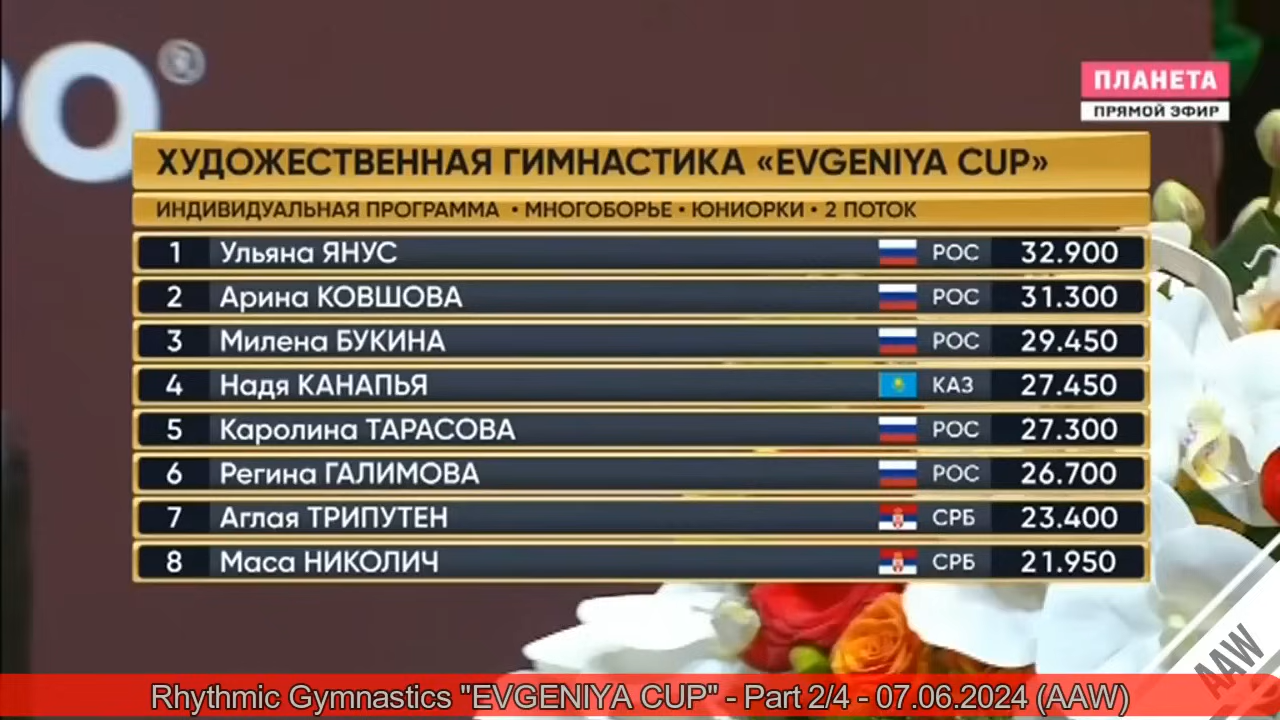 РО®
ПЛАНЕТА
ПРЯМОЙ ЭФИР
ХУДОЖЕСТВЕННАЯ ГИМНАСТИКА «EVGENIYA CUP»
ИНДИВИДУАЛЬНАЯ ПРОГРАММА • МНОГОБОРЬЕ • ЮНИОРКИ • 2 ПОТОК
1 Ульяна ЯНУС РОС 32.900
2 Арина КОВШОВА РОС 31.300
3 Милена БУКИНА РОС 29.450
4 Надя КАНАПЬЯ КАЗ 27.450
5 Каролина ТАРАСОВА РОС 27.300
6 Регина ГАЛИМОВА РОС 26.700
7 Аглая ТРИПУТЕН СРБ 23.400
8 Маса НИКОЛИЧ СРБ 21.950
AAW
Rhythmic Gymnastics "EVGENIYA CUP" - Part 2/4 - 07.06.2024 (AAW)